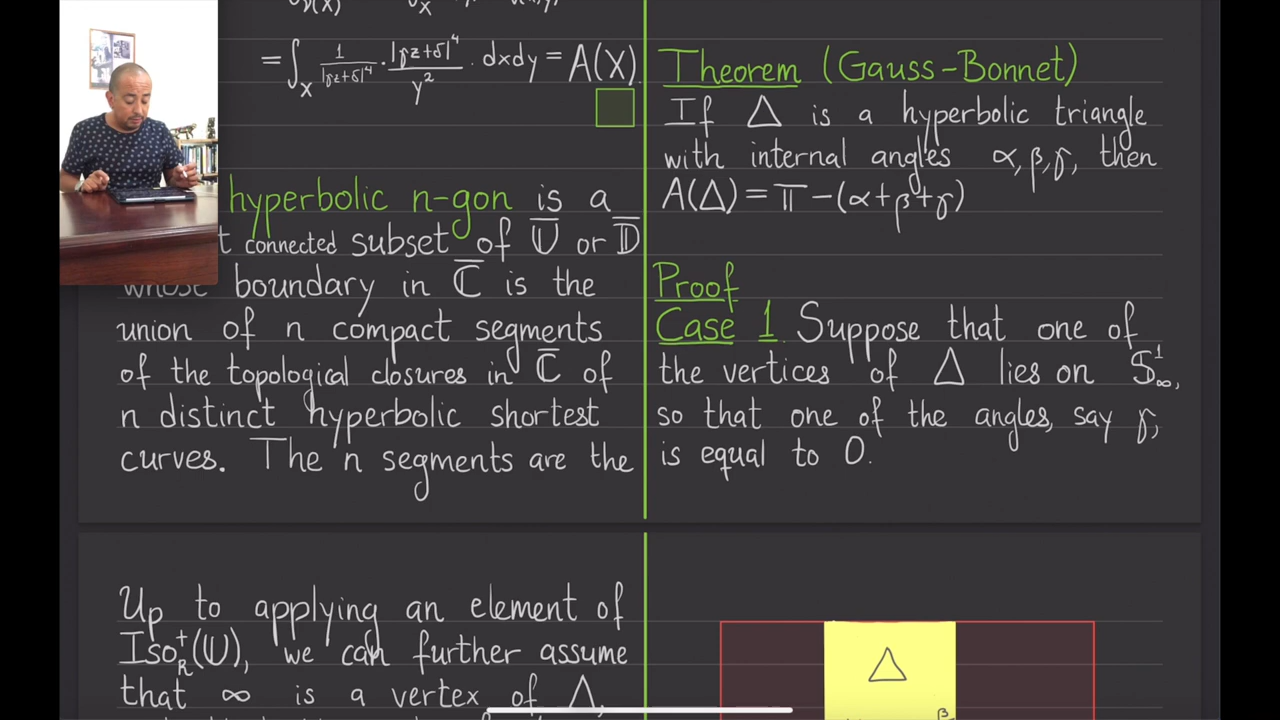 = ∫_X 1/|γz+δ|⁴ · |γz+δ|⁴/y² · dxdy = A(X).
hyperbolic n-gon is a
connected subset of U̅ or D̅
whose boundary in C̅ is the
union of n compact segments
of the topological closures in C̅ of
n distinct hyperbolic shortest
curves. The n segments are the
Theorem (Gauss-Bonnet)
If Δ is a hyperbolic triangle
with internal angles α, β, γ, then
A(Δ) = π − (α+β+γ)
Proof
Case 1. Suppose that one of
the vertices of Δ lies on S¹_∞,
so that one of the angles, say γ,
is equal to 0.
Up to applying an element of
Iso⁺_R(U), we can further assume
that ∞ is a vertex of Δ,
Δ
β